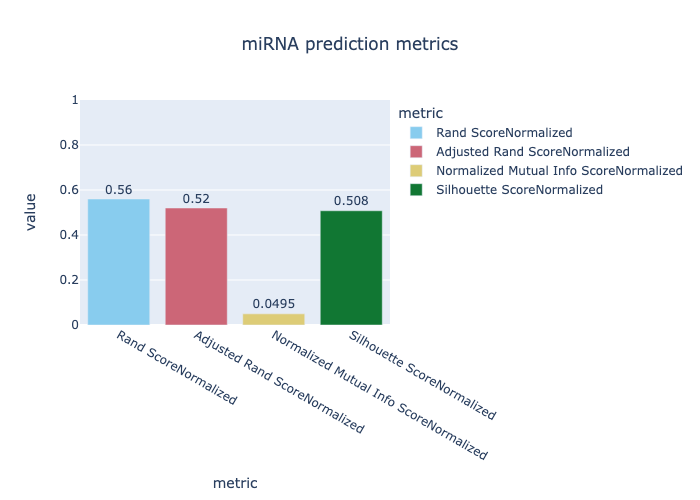 miRNA prediction metrics
value
1
0.8
0.6
0.4
0.2
0
0.56
0.52
0.0495
0.508
Rand ScoreNormalized
Adjusted Rand ScoreNormalized
Normalized Mutual Info ScoreNormalized
Silhouette ScoreNormalized
metric
metric
Rand ScoreNormalized
Adjusted Rand ScoreNormalized
Normalized Mutual Info ScoreNormalized
Silhouette ScoreNormalized